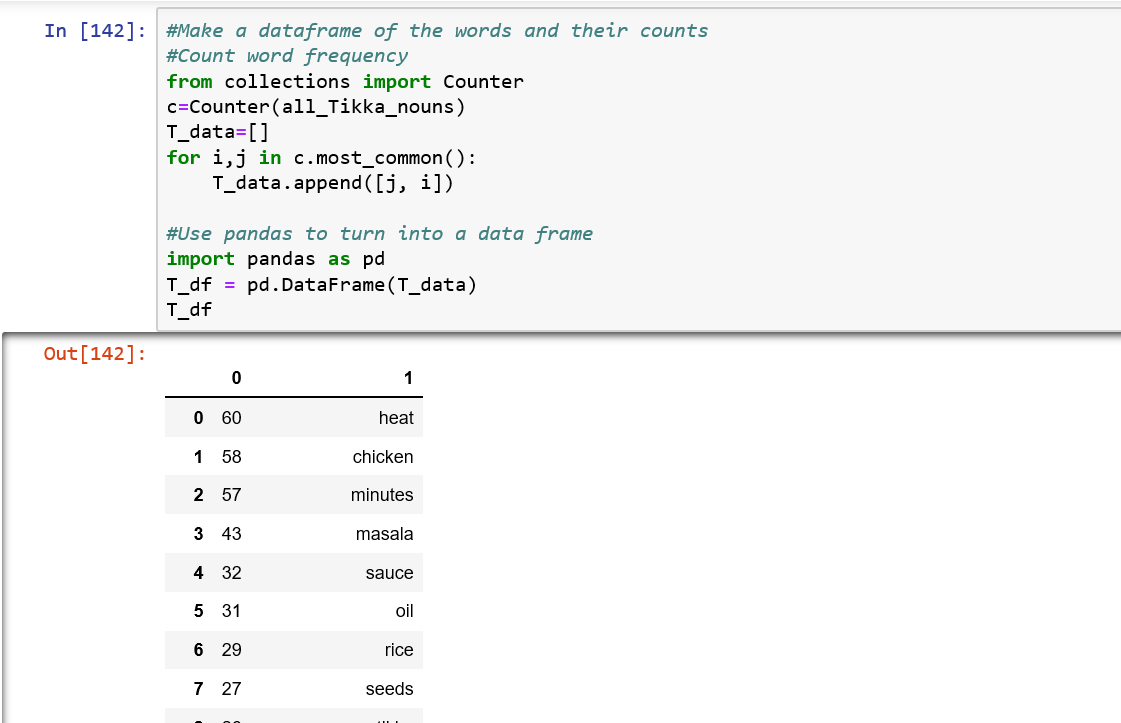 In [142]: #Make a dataframe of the words and their counts
#Count word frequency
from collections import Counter
c=Counter(all_Tikka_nouns)
T_data=[]
for i,j in c.most_common():
    T_data.append([j, i])

#Use pandas to turn into a data frame
import pandas as pd
T_df = pd.DataFrame(T_data)
T_df
Out[142]:
0 1
0 60 heat
1 58 chicken
2 57 minutes
3 43 masala
4 32 sauce
5 31 oil
6 29 rice
7 27 seeds